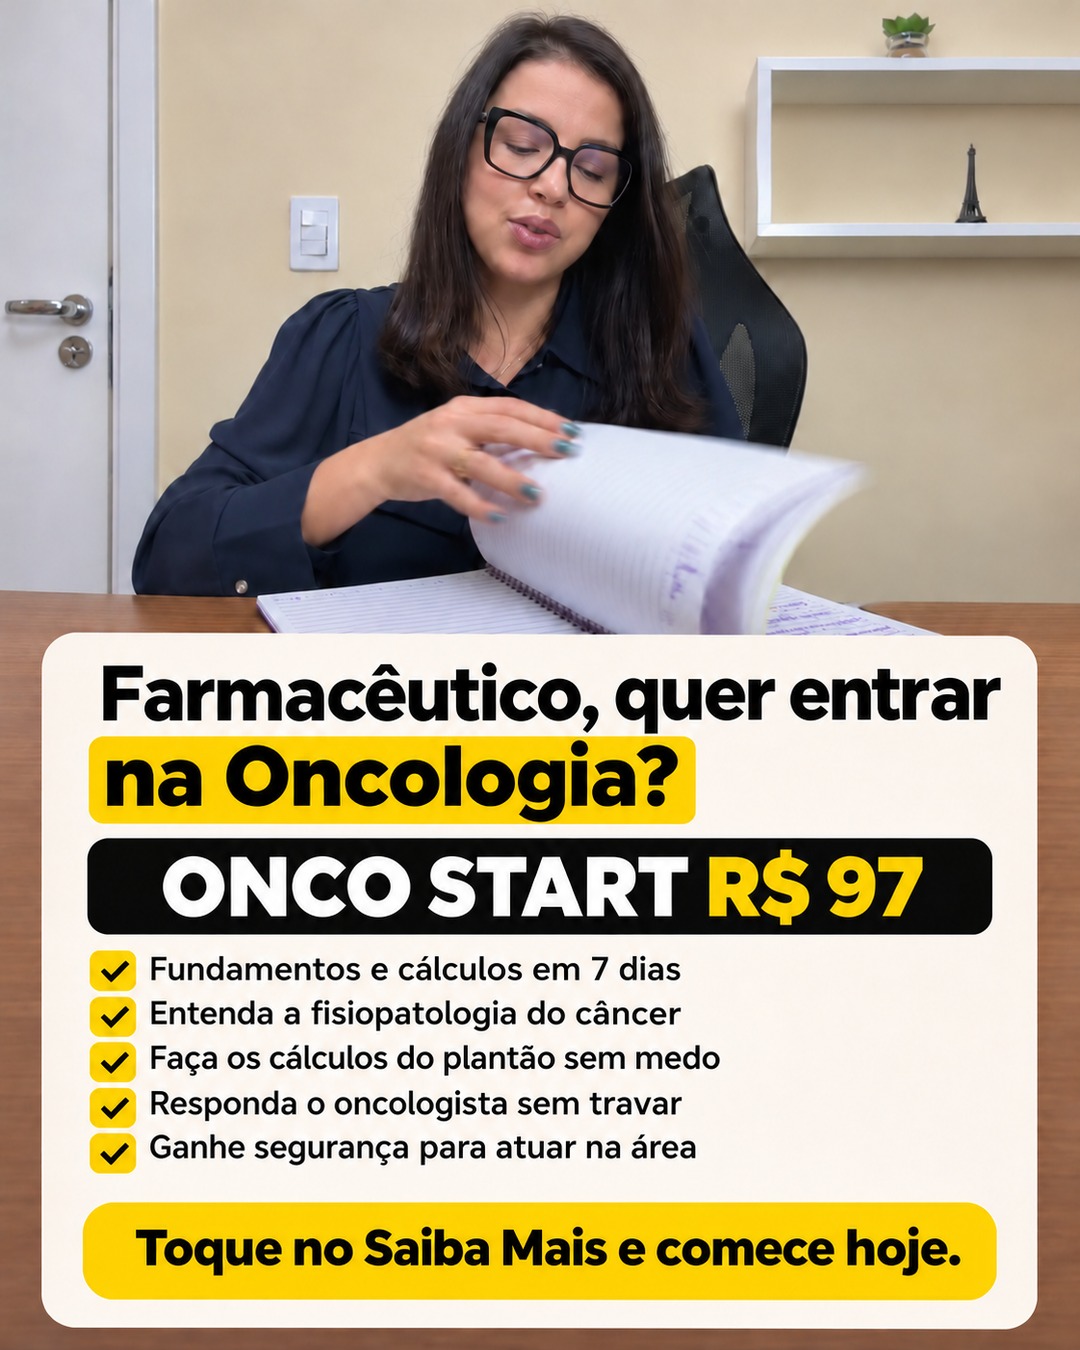 Farmacêutico, quer entrar
na Oncologia?
ONCO START R$ 97
Fundamentos e cálculos em 7 dias
Entenda a fisiopatologia do câncer
Faça os cálculos do plantão sem medo
Responda o oncologista sem travar
Ganhe segurança para atuar na área
Toque no Saiba Mais e comece hoje.